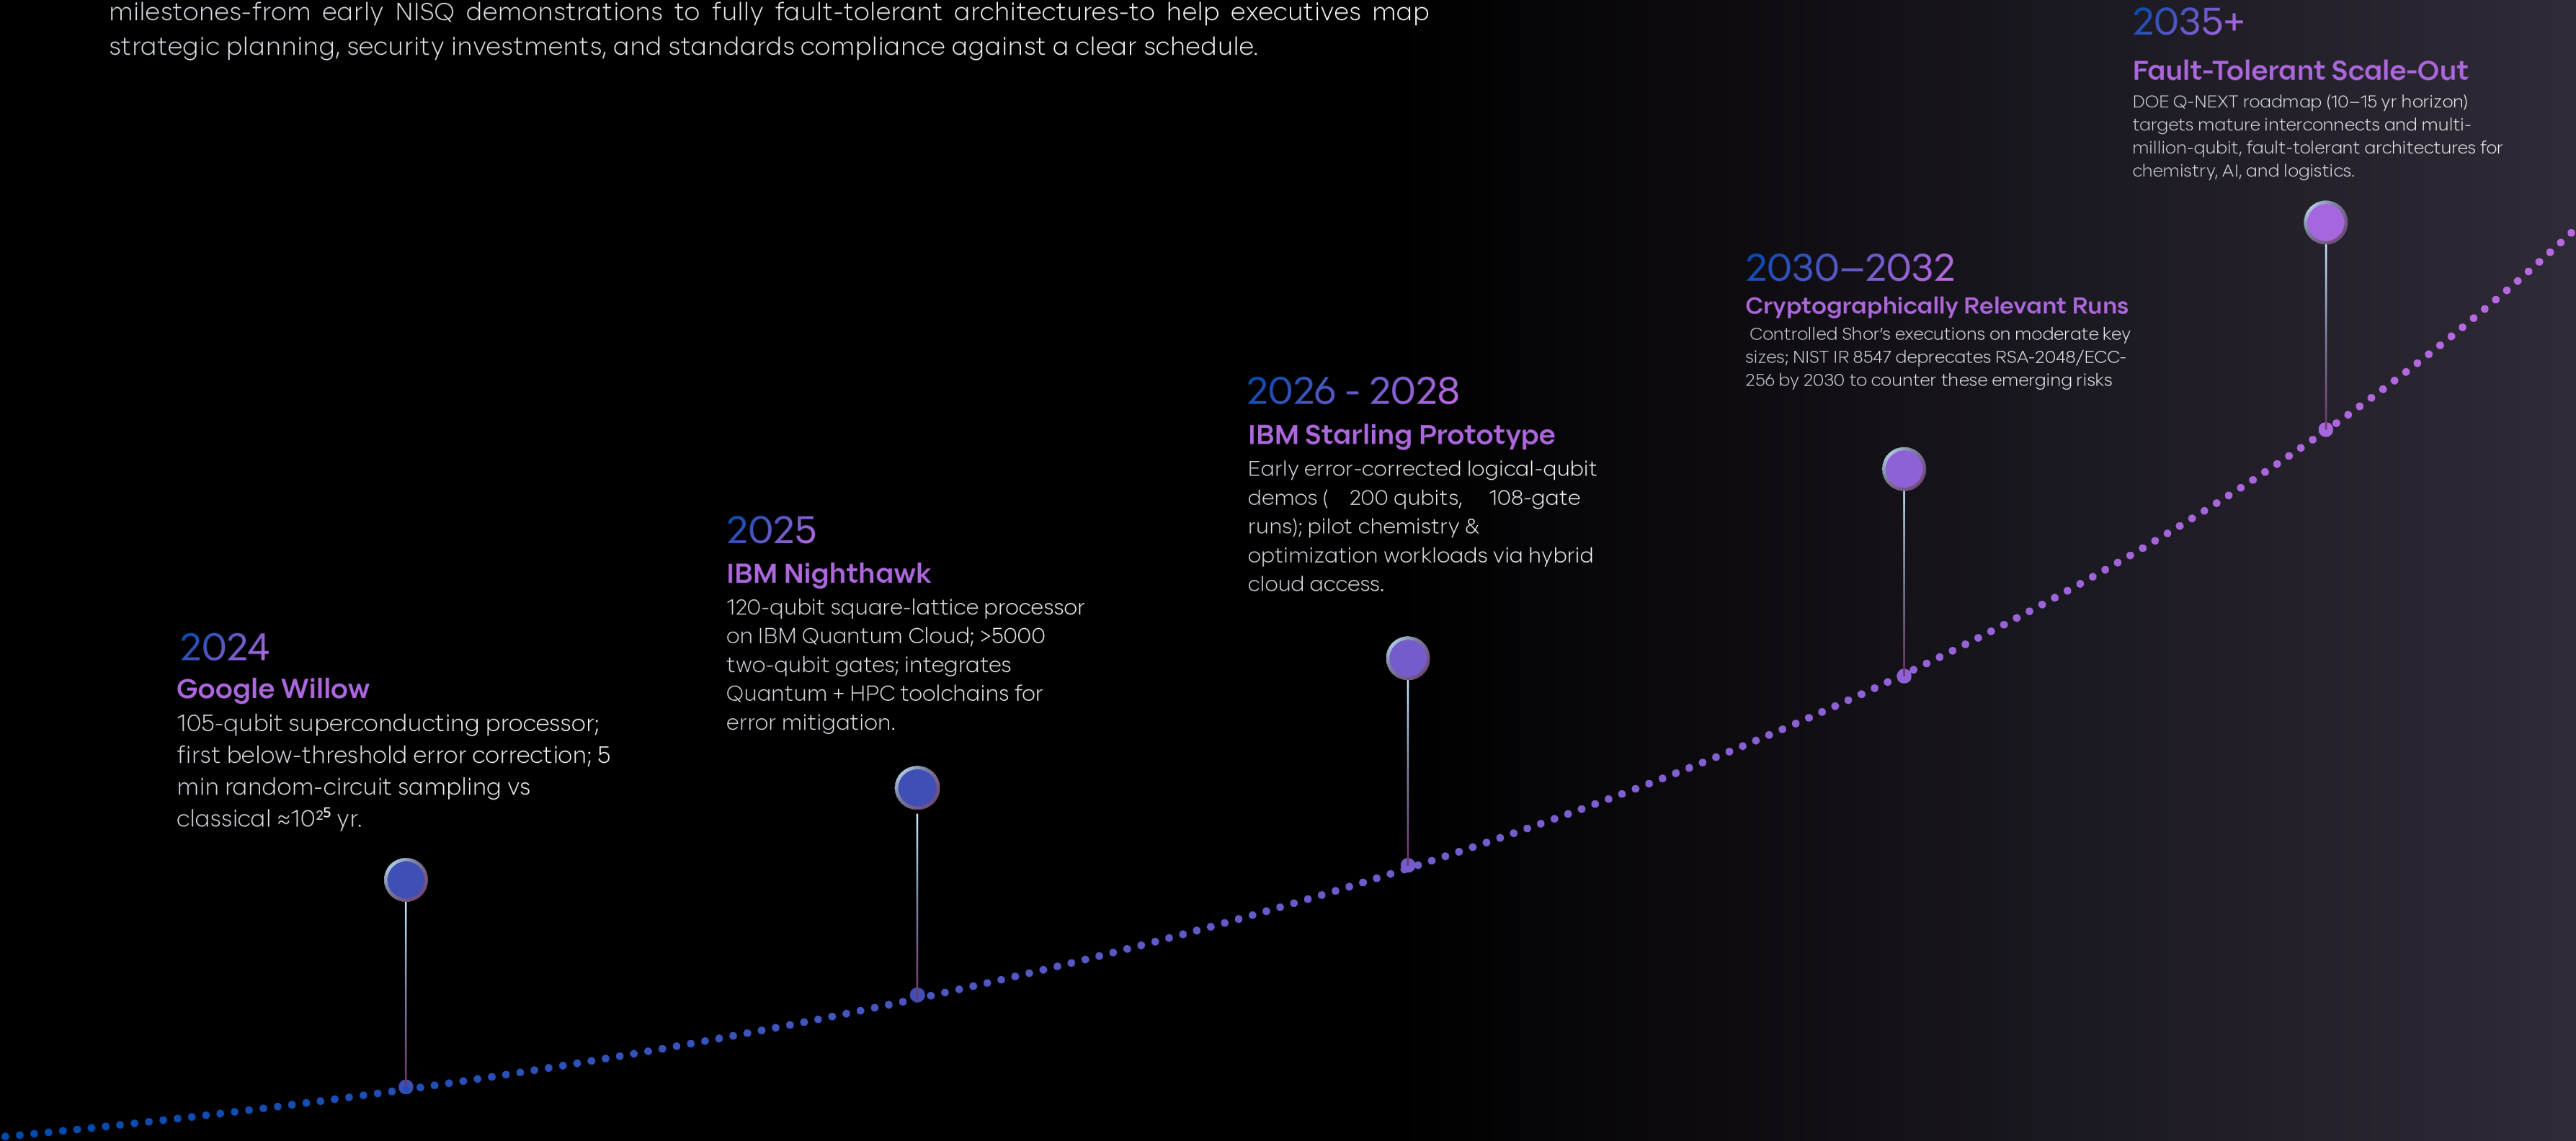 milestones-from early NISQ demonstrations to fully fault-tolerant architectures-to help executives map
strategic planning, security investments, and standards compliance against a clear schedule.
2024
Google Willow
105-qubit superconducting processor;
first below-threshold error correction; 5
min random-circuit sampling vs
classical ≈10²⁵ yr.
2025
IBM Nighthawk
120-qubit square-lattice processor
on IBM Quantum Cloud; >5000
two-qubit gates; integrates
Quantum + HPC toolchains for
error mitigation.
2026 - 2028
IBM Starling Prototype
Early error-corrected logical-qubit
demos ( 200 qubits, 108-gate
runs); pilot chemistry &
optimization workloads via hybrid
cloud access.
2030–2032
Cryptographically Relevant Runs
Controlled Shor's executions on moderate key
sizes; NIST IR 8547 deprecates RSA-2048/ECC-
256 by 2030 to counter these emerging risks
2035+
Fault-Tolerant Scale-Out
DOE Q-NEXT roadmap (10–15 yr horizon)
targets mature interconnects and multi-
million-qubit, fault-tolerant architectures for
chemistry, AI, and logistics.